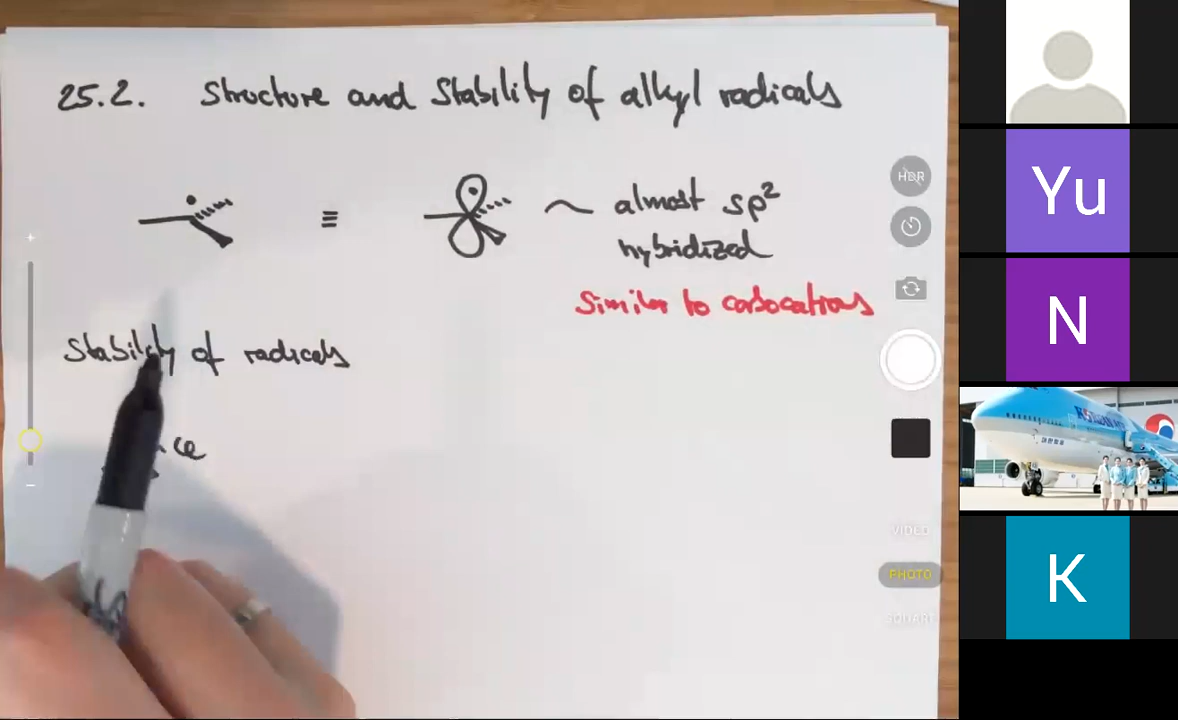 25.2. Structure and Stability of alkyl radicals
≡
~ almost sp²
hybridized
Similar to carbocations
Stability of radicals
HDR
VIDEO
PHOTO
SQUARE
Yu
N
K